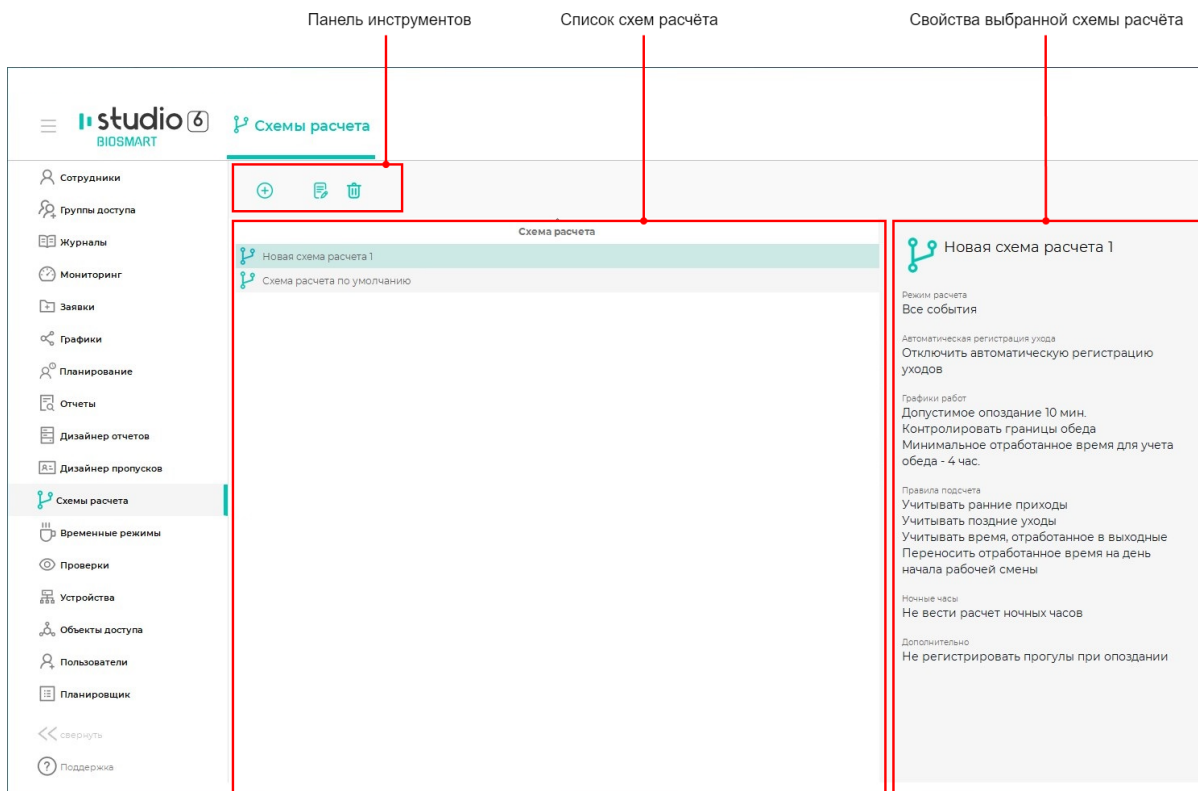 Панель инструментов
Список схем расчёта
Свойства выбранной схемы расчёта
studio 6
BIOSMART
Схемы расчета
Сотрудники
Группы доступа
Журналы
Мониторинг
Заявки
Графики
Планирование
Отчеты
Дизайнер отчетов
Дизайнер пропусков
Схемы расчета
Временные режимы
Проверки
Устройства
Объекты доступа
Пользователи
Планировщик
свернуть
Поддержка
Схема расчета
Новая схема расчета 1
Схема расчета по умолчанию
Новая схема расчета 1
Режим расчета
Все события
Автоматическая регистрация ухода
Отключить автоматическую регистрацию
уходов
Графики работ
Допустимое опоздание 10 мин.
Контролировать границы обеда
Минимальное отработанное время для учета
обеда - 4 час.
Правила подсчета
Учитывать ранние приходы
Учитывать поздние уходы
Учитывать время, отработанное в выходные
Переносить отработанное время на день
начала рабочей смены
Ночные часы
Не вести расчет ночных часов
Дополнительно
Не регистрировать прогулы при опоздании